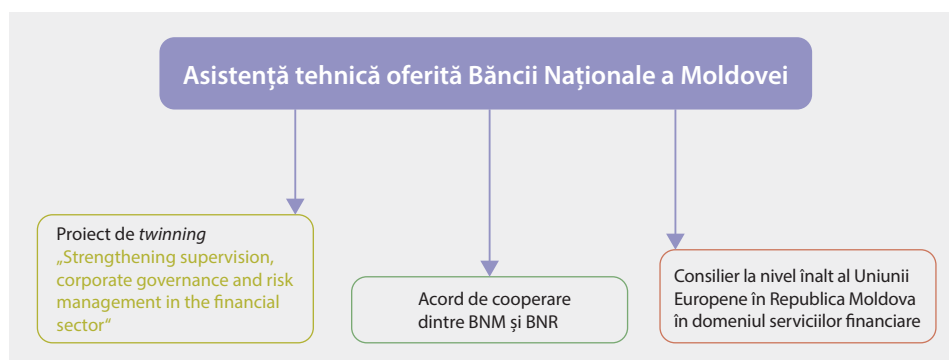 Asistență tehnică oferită Băncii Naționale a Moldovei
Proiect de twinning
„Strengthening supervision,
corporate governance and risk
management in the financial
sector“
Acord de cooperare
dintre BNM și BNR
Consilier la nivel înalt al Uniunii
Europene în Republica Moldova
în domeniul serviciilor financiare